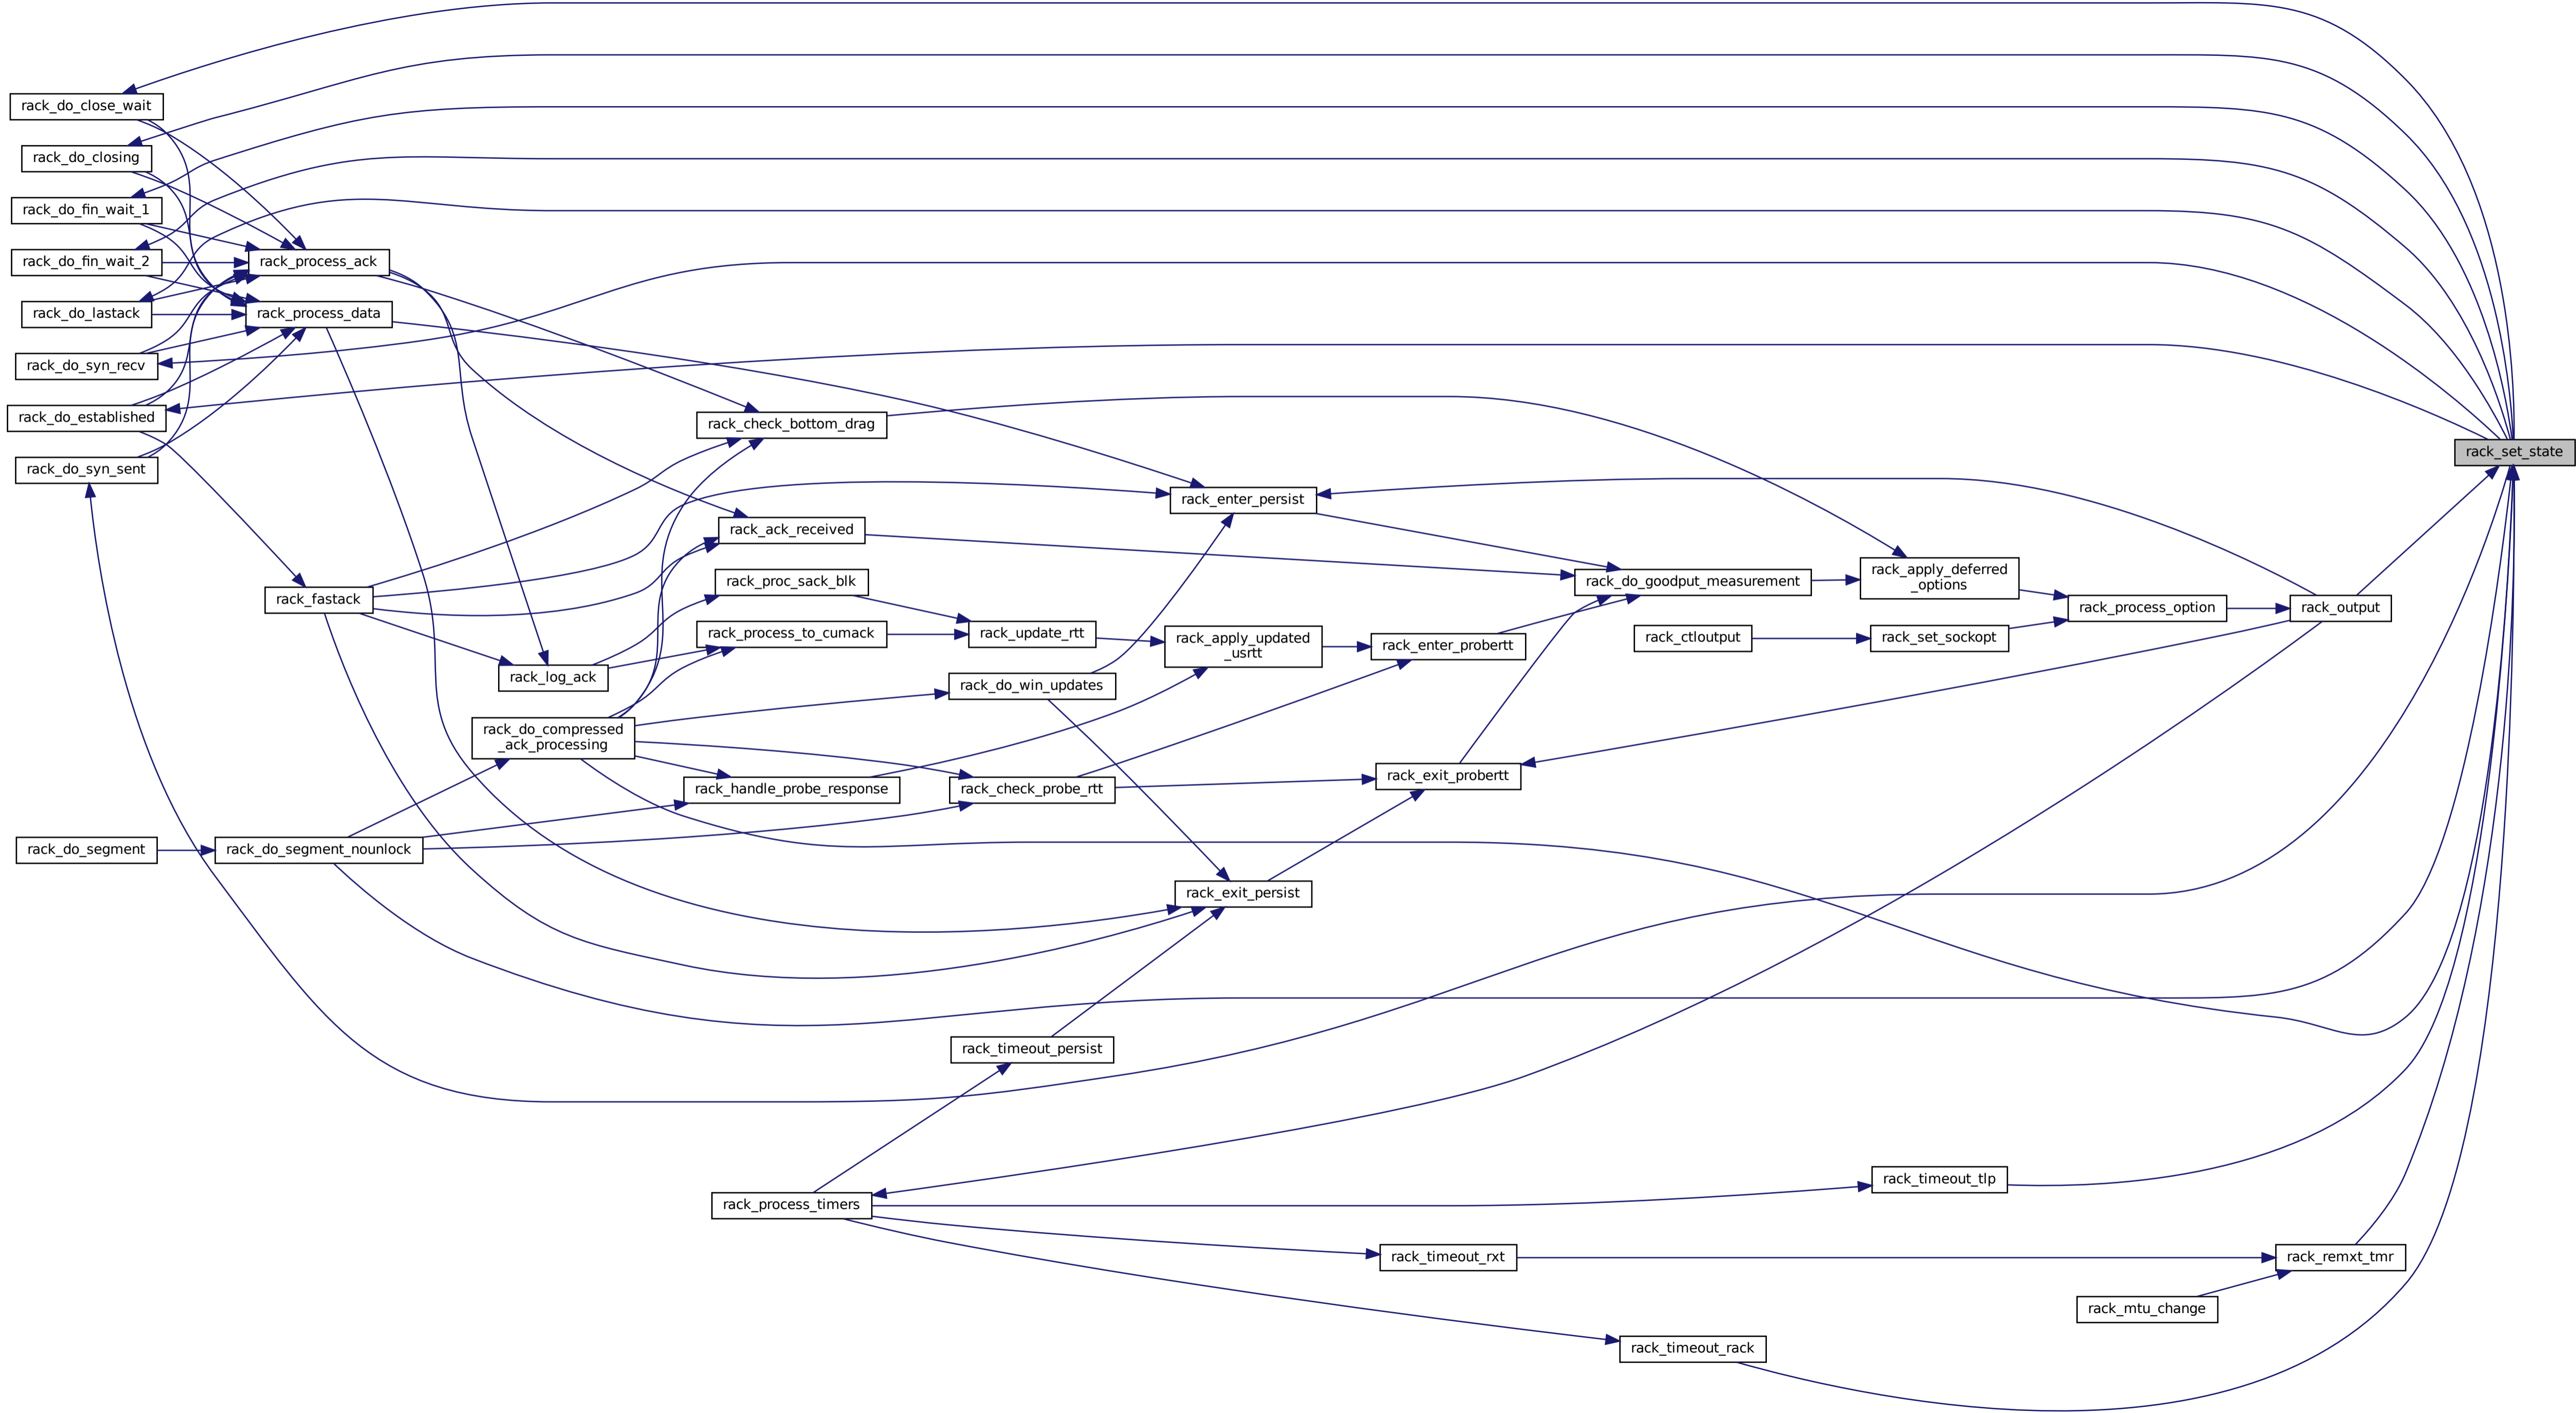 rack_do_close_wait
rack_do_closing
rack_do_fin_wait_1
rack_do_fin_wait_2
rack_process_ack
rack_do_lastack
rack_process_data
rack_do_syn_recv
rack_do_established
rack_check_bottom_drag
rack_set_state
rack_do_syn_sent
rack_enter_persist
rack_ack_received
rack_apply_deferred
_options
rack_proc_sack_blk
rack_do_goodput_measurement
rack_fastack
rack_process_option
rack_output
rack_process_to_cumack
rack_update_rtt
rack_apply_updated
_usrtt
rack_enter_probertt
rack_ctloutput
rack_set_sockopt
rack_log_ack
rack_do_win_updates
rack_do_compressed
_ack_processing
rack_handle_probe_response
rack_check_probe_rtt
rack_exit_probertt
rack_do_segment
rack_do_segment_nounlock
rack_exit_persist
rack_timeout_persist
rack_timeout_tlp
rack_process_timers
rack_timeout_rxt
rack_remxt_tmr
rack_mtu_change
rack_timeout_rack